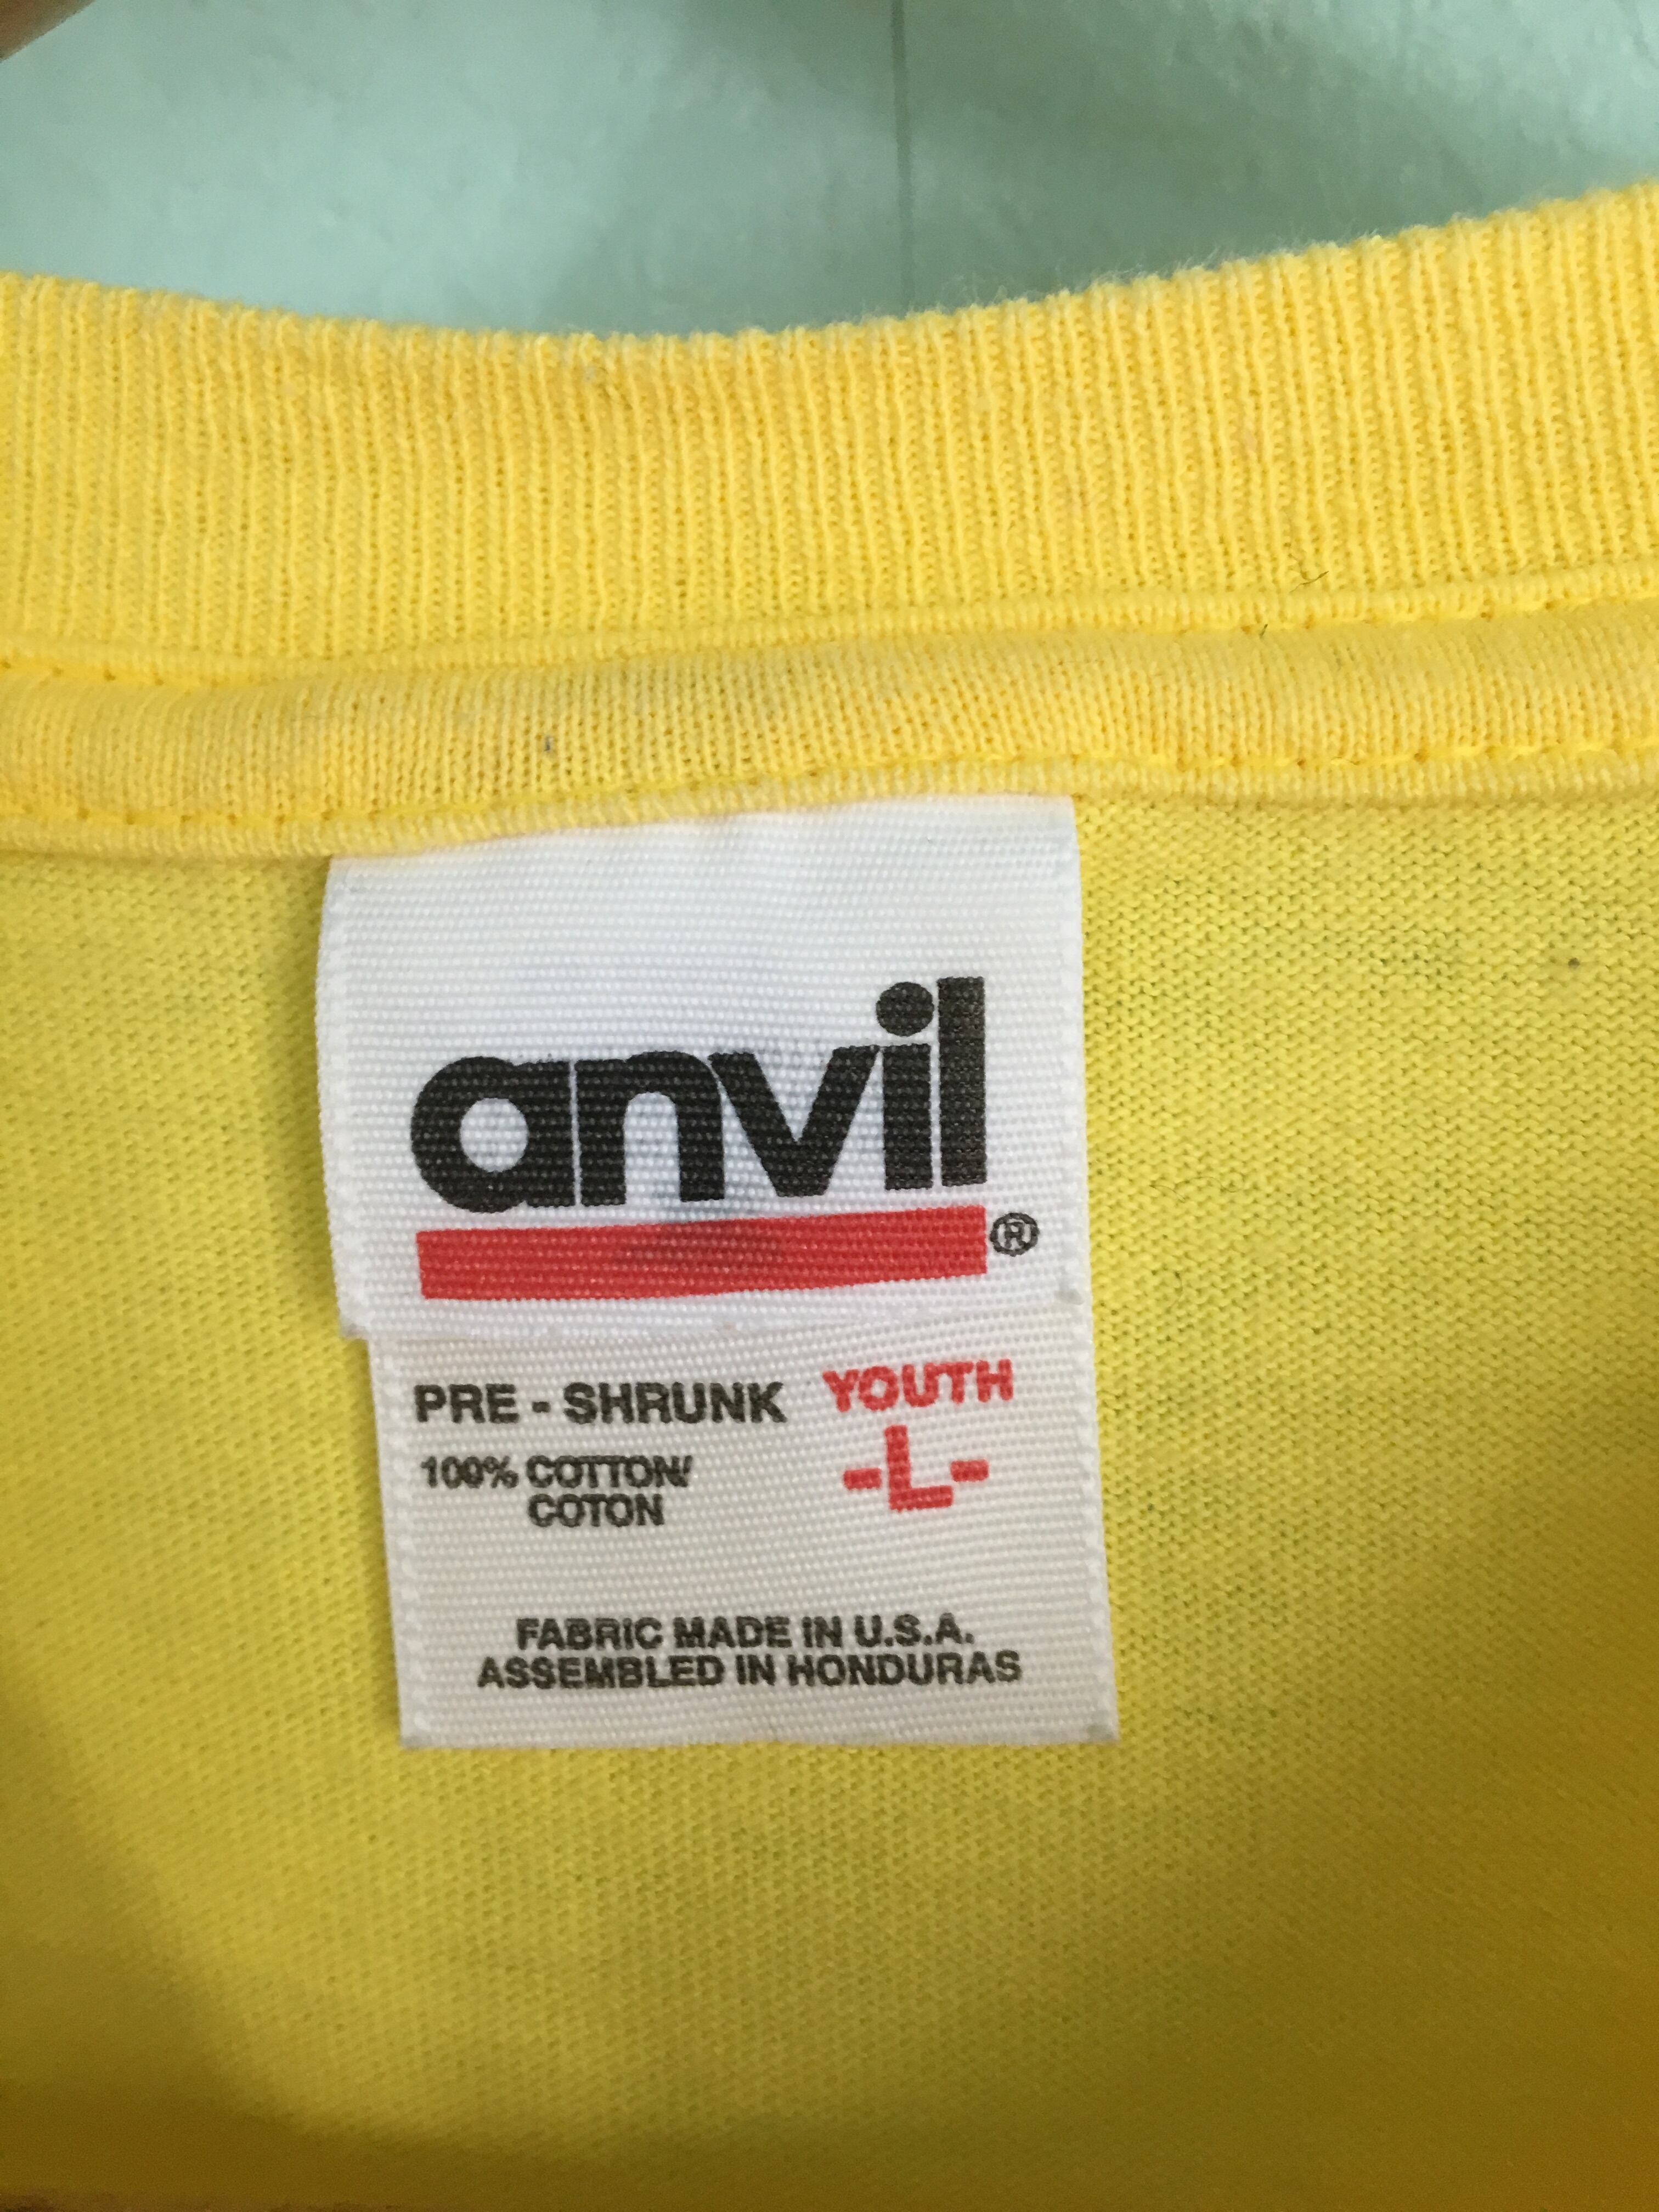 anvil®
PRE - SHRUNK YOUTH
100% COTTON/ -L-
COTON
FABRIC MADE IN U.S.A.
ASSEMBLED IN HONDURAS